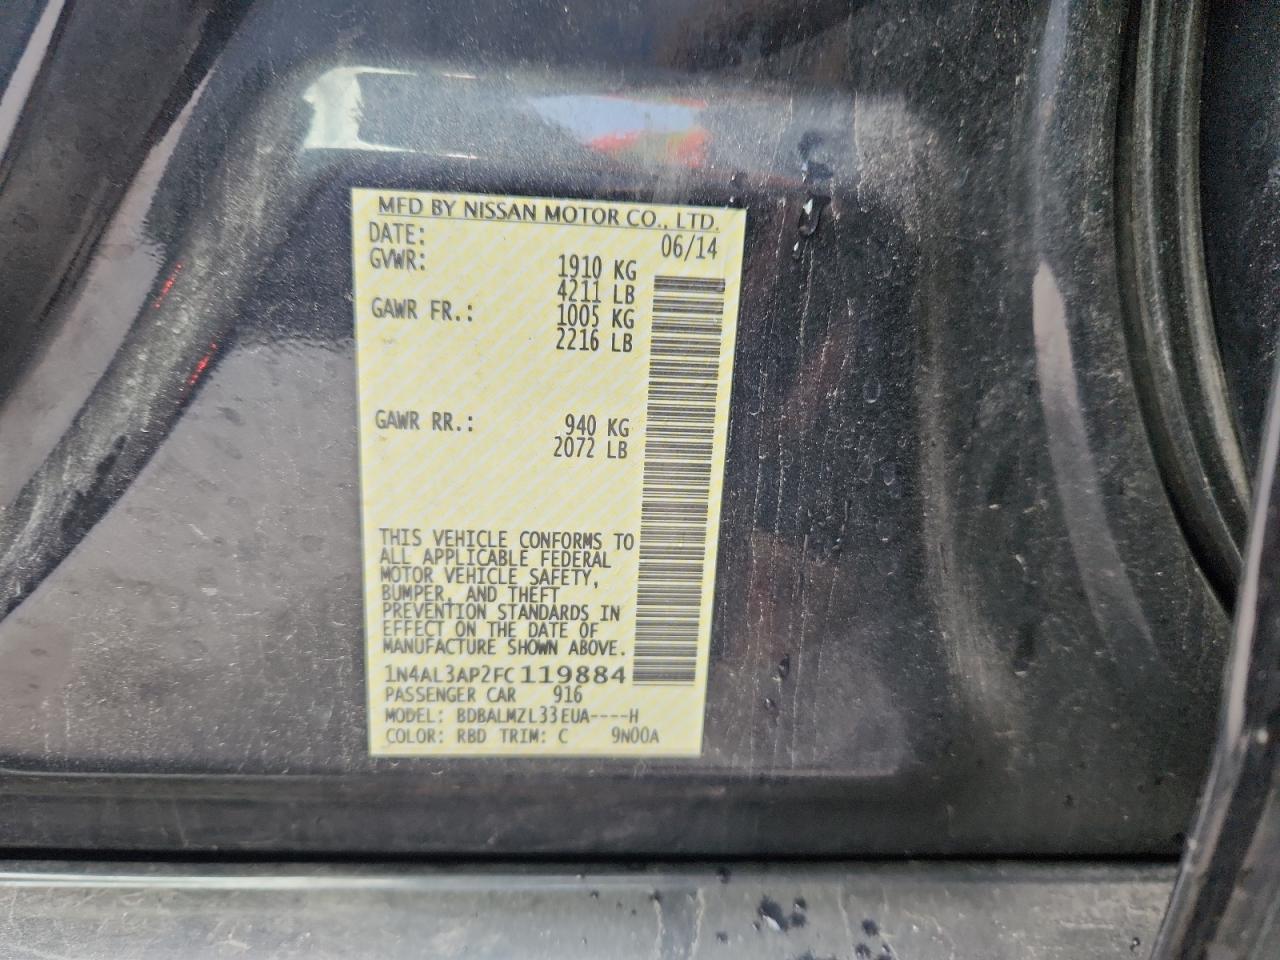 MFD BY NISSAN MOTOR CO., LTD.
DATE: 06/14
GVWR: 1910 KG
4211 LB
GAWR FR.: 1005 KG
2216 LB
GAWR RR.: 940 KG
2072 LB
THIS VEHICLE CONFORMS TO
ALL APPLICABLE FEDERAL
MOTOR VEHICLE SAFETY,
BUMPER, AND THEFT
PREVENTION STANDARDS IN
EFFECT ON THE DATE OF
MANUFACTURE SHOWN ABOVE.
1N4AL3AP2FC119884
PASSENGER CAR 916
MODEL: BDBALMZL33EUA----H
COLOR: RBD TRIM: C 9N00A